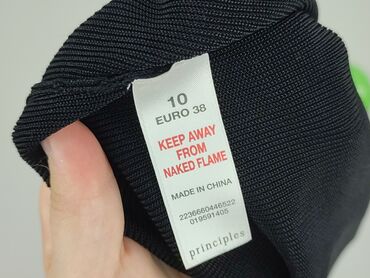 10
EURO 38
KEEP AWAY
FROM
NAKED FLAME
MADE IN CHINA
2236660446522
019591405
principles